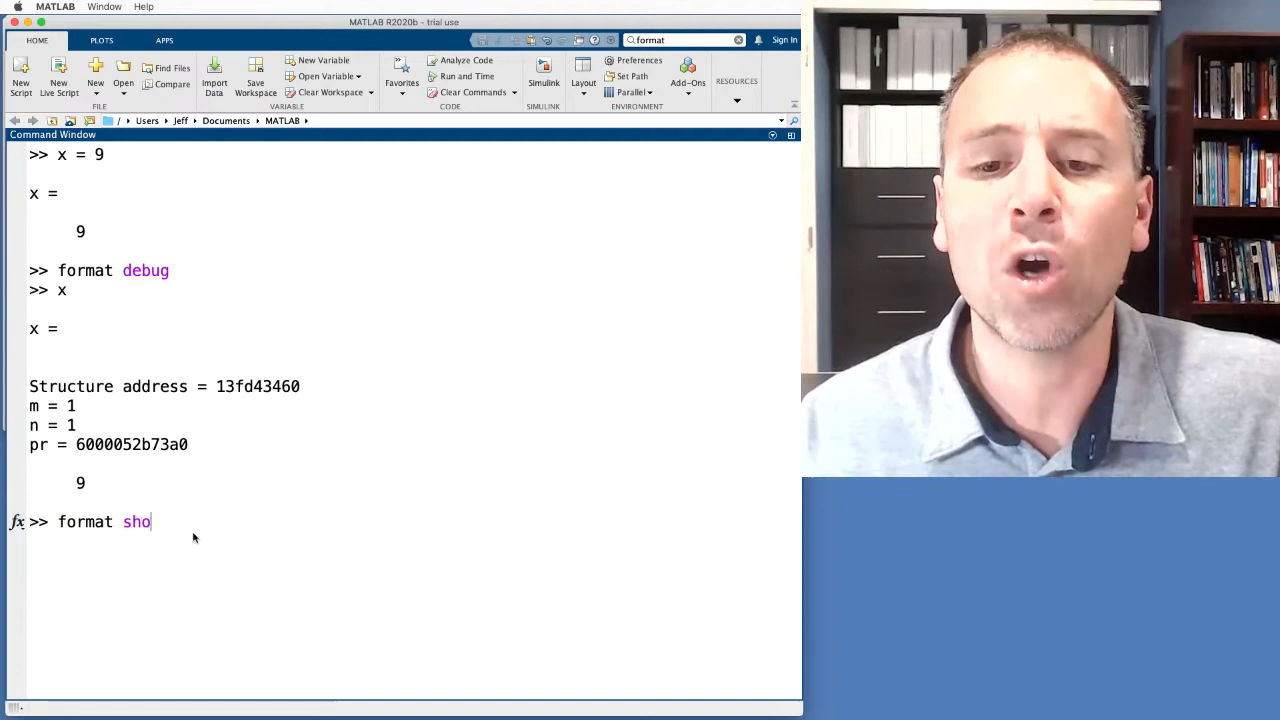 MATLAB Window Help
MATLAB R2020b - trial use
HOME PLOTS APPS format Sign In
New Script
New Live Script
New
Open
Find Files
Compare
Import Data
Save Workspace
New Variable
Open Variable
Clear Workspace
Favorites
Analyze Code
Run and Time
Clear Commands
Simulink
Layout
Preferences
Set Path
Parallel
Add-Ons
RESOURCES
FILE VARIABLE CODE SIMULINK ENVIRONMENT
/ Users Jeff Documents MATLAB
Command Window
>> x = 9
x =
9
>> format debug
>> x
x =
Structure address = 13fd43460
m = 1
n = 1
pr = 6000052b73a0
9
fx >> format sho